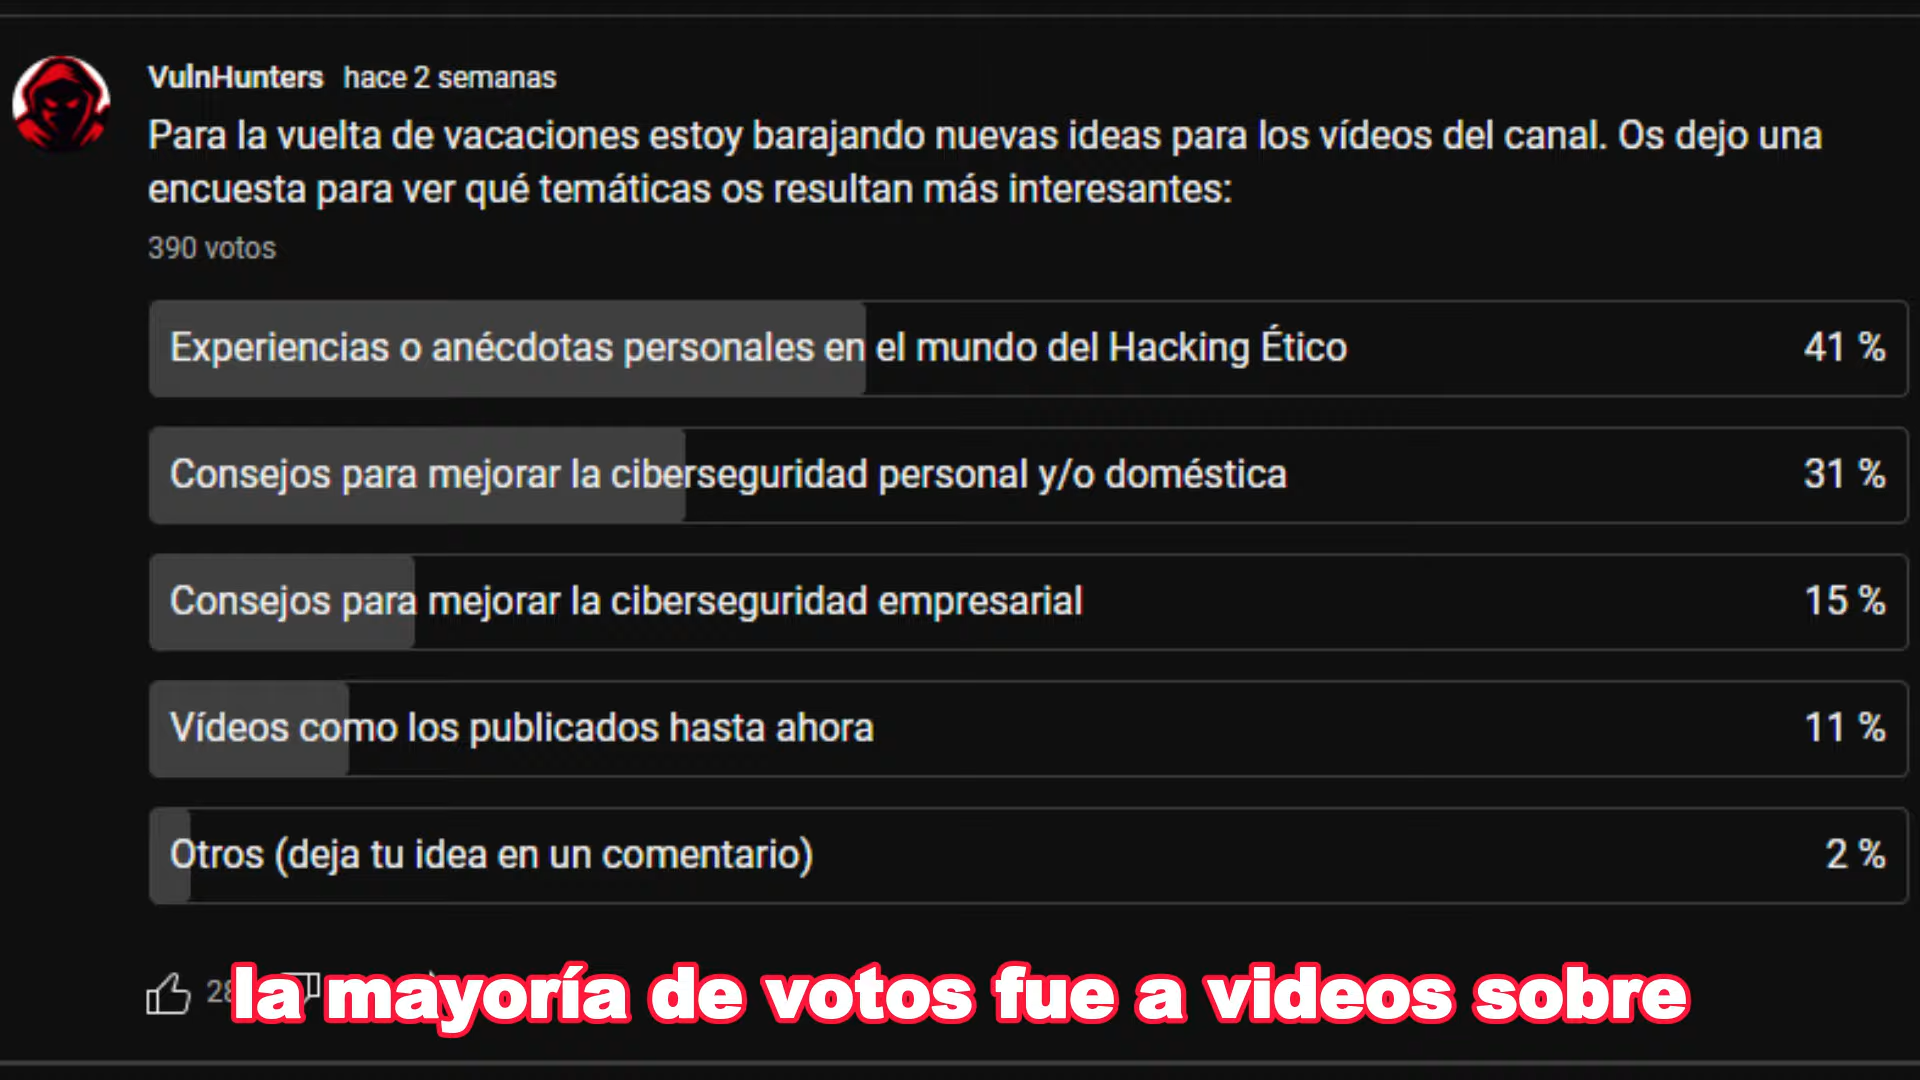 VulnHunters hace 2 semanas
Para la vuelta de vacaciones estoy barajando nuevas ideas para los vídeos del canal. Os dejo una
encuesta para ver qué temáticas os resultan más interesantes:
390 votos
Experiencias o anécdotas personales en el mundo del Hacking Ético 41 %
Consejos para mejorar la ciberseguridad personal y/o doméstica 31 %
Consejos para mejorar la ciberseguridad empresarial 15 %
Vídeos como los publicados hasta ahora 11 %
Otros (deja tu idea en un comentario) 2 %
la mayoría de votos fue a videos sobre